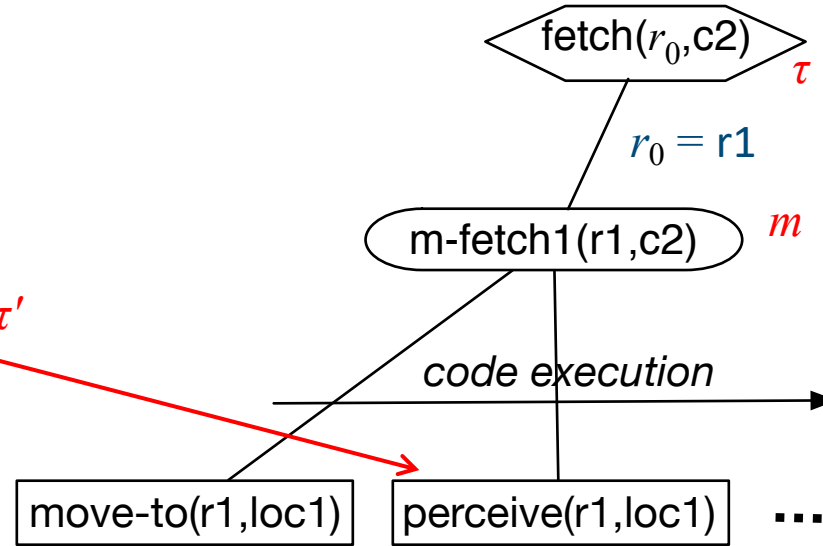 fetch(r₀,c2)
τ
r₀ = r1
m-fetch1(r1,c2)
m
τ′
code execution
move-to(r1,loc1)
perceive(r1,loc1)
...